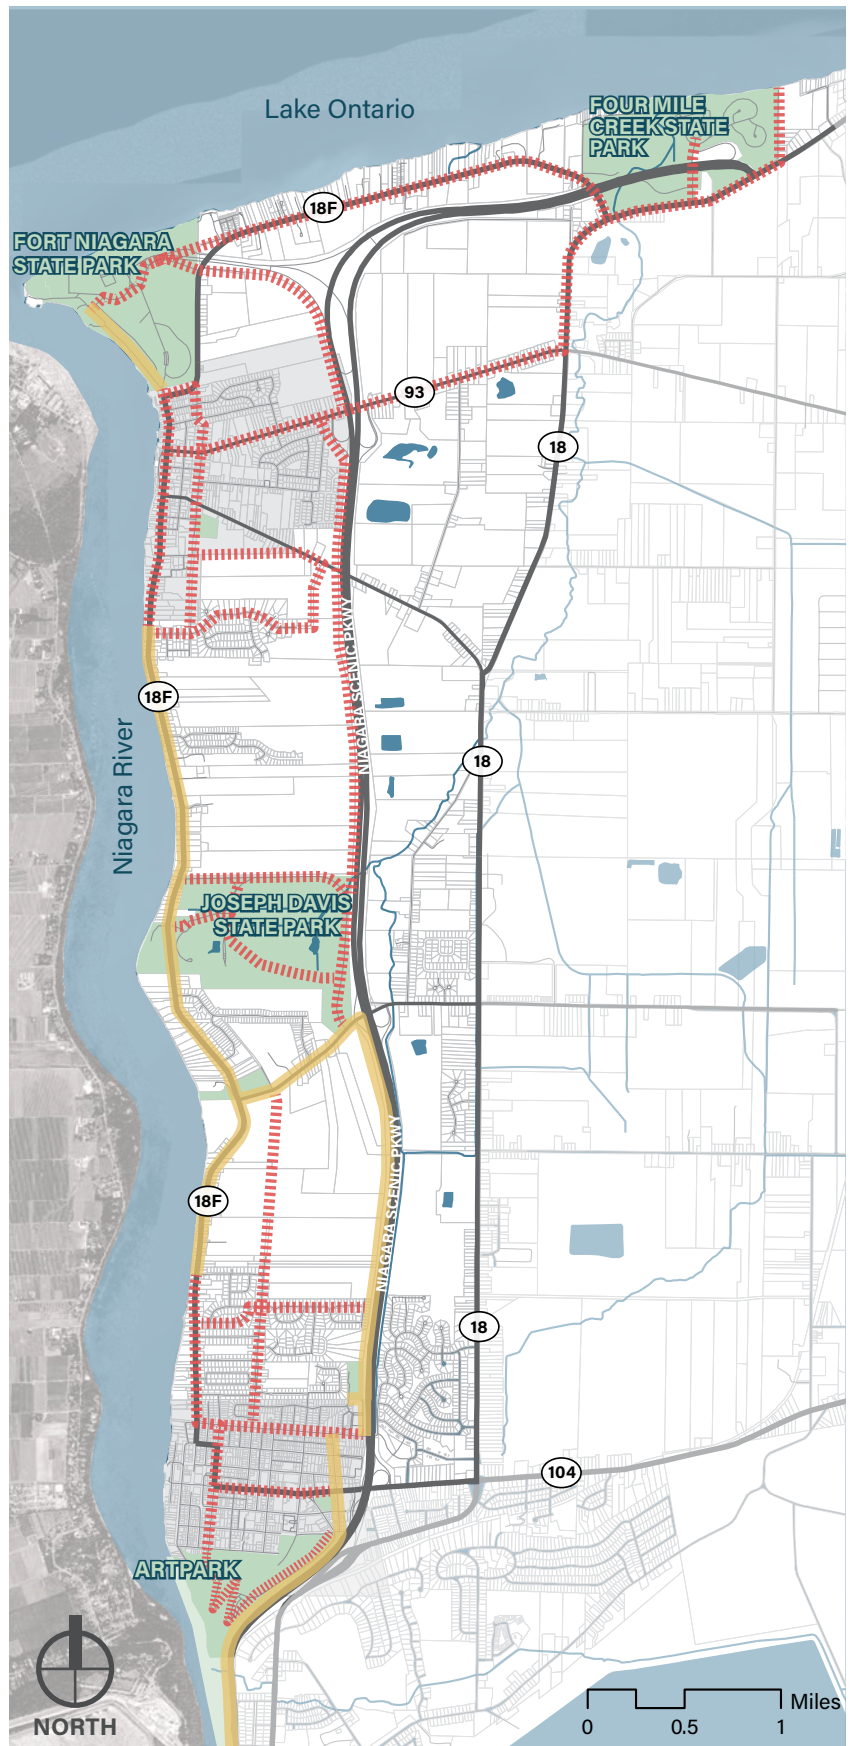 Lake Ontario
FOUR MILE
CREEK STATE
PARK
18F
FORT NIAGARA
STATE PARK
93
18
NIAGARA SCENIC PKWY
18F
Niagara River
18
JOSEPH DAVIS
STATE PARK
NIAGARA SCENIC PKWY
18F
18
104
ARTPARK
NORTH
Miles
0
0.5
1